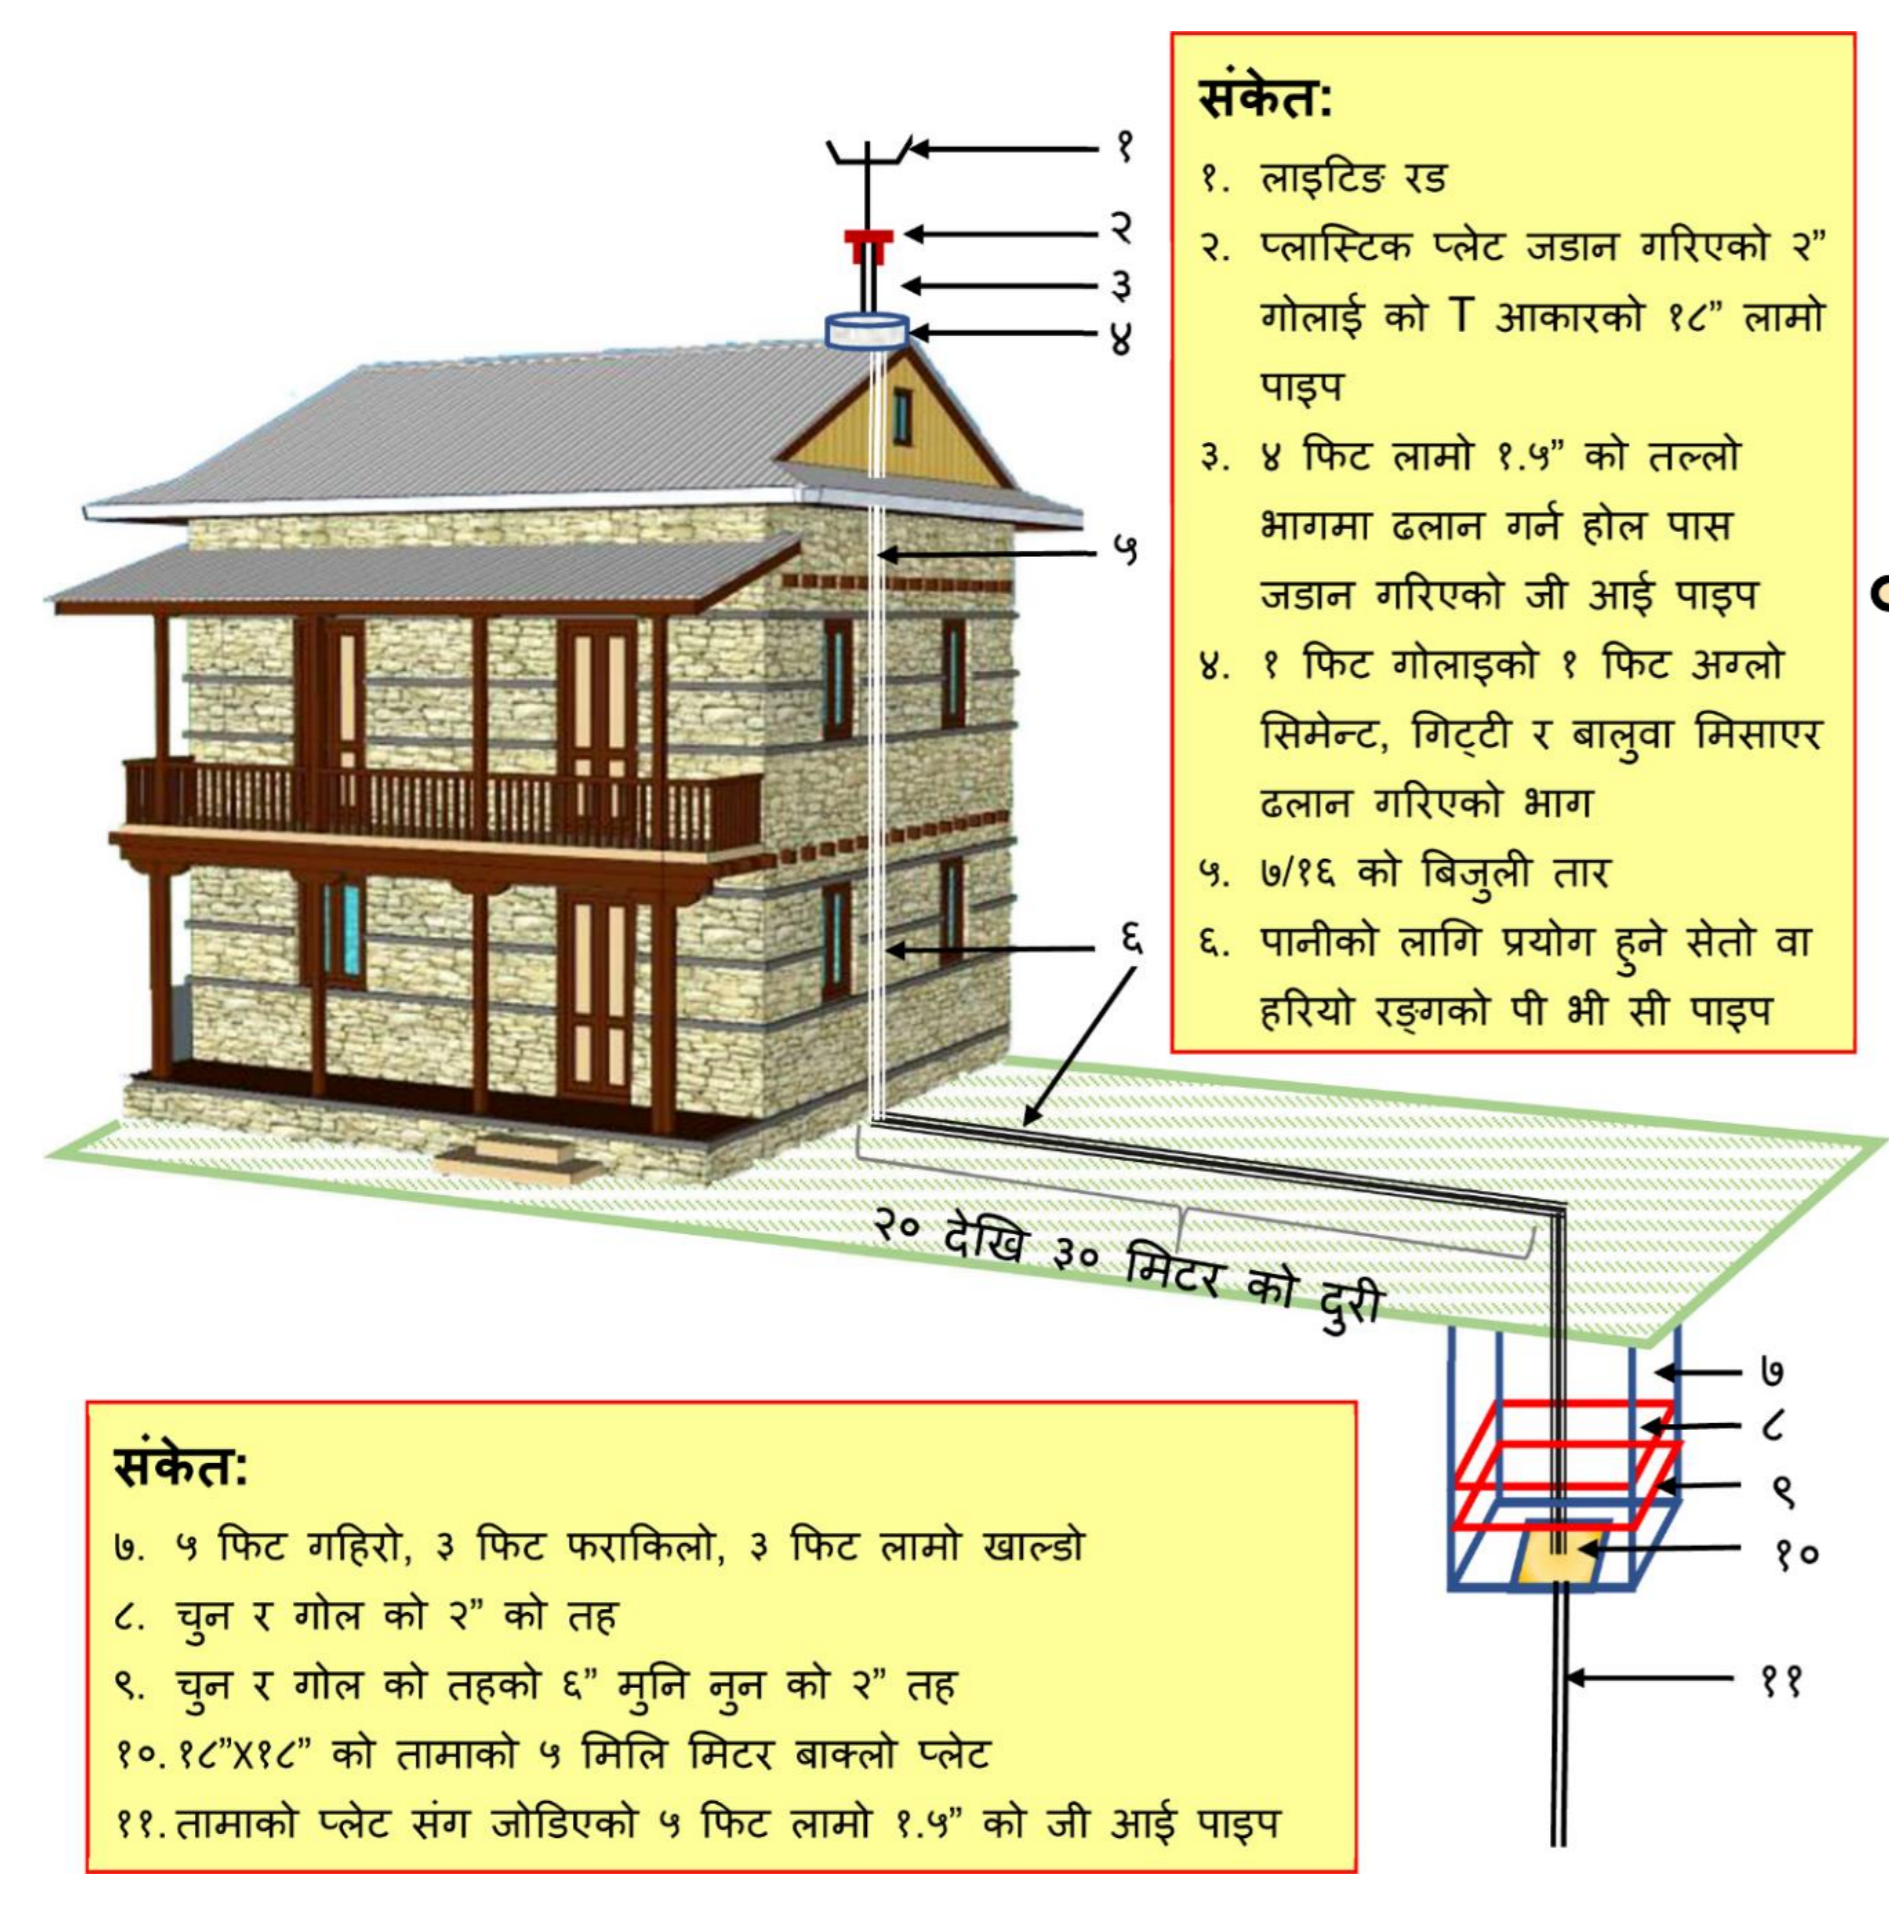 संकेत:
१. लाइटिङ रड
२. प्लास्टिक प्लेट जडान गरिएको २”
गोलाई को T आकारको १८” लामो
पाइप
३. ४ फिट लामो १.५” को तल्लो
भागमा ढलान गर्न होल पास
जडान गरिएको जी आई पाइप
४. १ फिट गोलाइको १ फिट अग्लो
सिमेन्ट, गिट्टी र बालुवा मिसाएर
ढलान गरिएको भाग
५. ७/१६ को बिजुली तार
६. पानीको लागि प्रयोग हुने सेतो वा
हरियो रङ्गको पी भी सी पाइप
१
२
३
४
५
६
२० देखि ३० मिटर को दुरी
७
८
९
१०
११
संकेत:
७. ५ फिट गहिरो, ३ फिट फराकिलो, ३ फिट लामो खाल्डो
८. चुन र गोल को २” को तह
९. चुन र गोल को तहको ६” मुनि नुन को २” तह
१०. १८”X१८” को तामाको ५ मिलि मिटर बाक्लो प्लेट
११. तामाको प्लेट संग जोडिएको ५ फिट लामो १.५” को जी आई पाइप